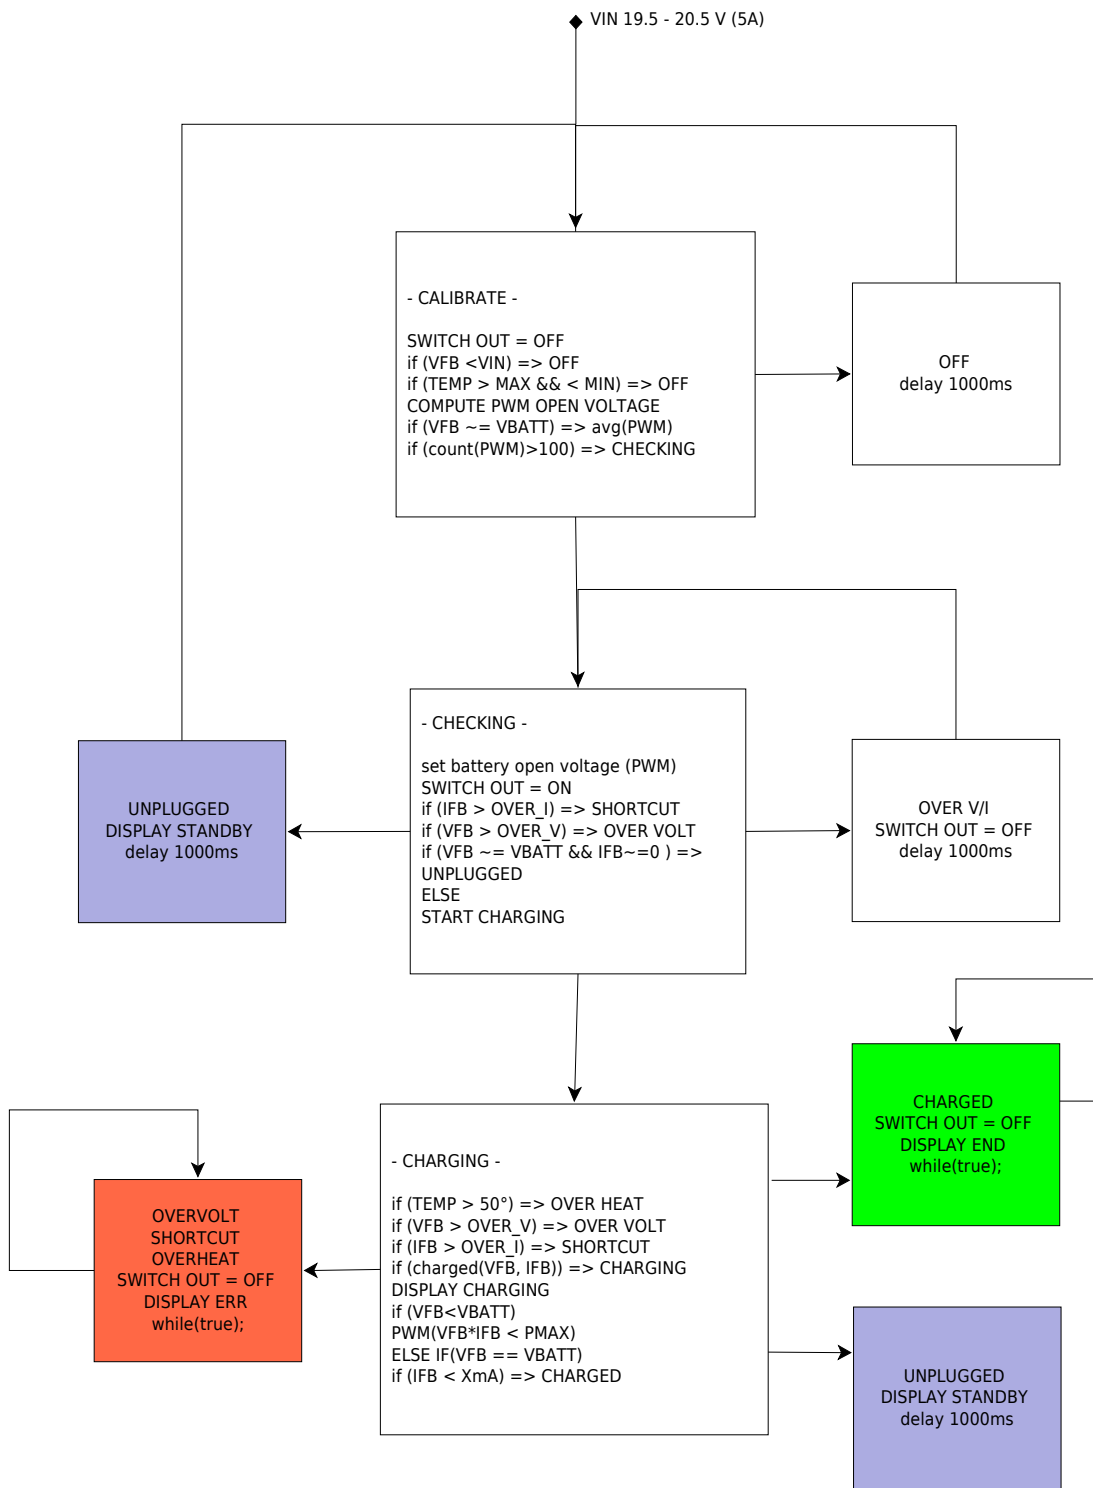 VIN 19.5 - 20.5 V (5A)
- CALIBRATE -
SWITCH OUT = OFF
if (VFB <VIN) => OFF
if (TEMP > MAX && < MIN) => OFF
COMPUTE PWM OPEN VOLTAGE
if (VFB ~= VBATT) => avg(PWM)
if (count(PWM)>100) => CHECKING
OFF
delay 1000ms
- CHECKING -
set battery open voltage (PWM)
SWITCH OUT = ON
if (IFB > OVER_I) => SHORTCUT
if (VFB > OVER_V) => OVER VOLT
if (VFB ~= VBATT && IFB~=0 ) =>
UNPLUGGED
ELSE
START CHARGING
UNPLUGGED
DISPLAY STANDBY
delay 1000ms
OVER V/I
SWITCH OUT = OFF
delay 1000ms
- CHARGING -
if (TEMP > 50°) => OVER HEAT
if (VFB > OVER_V) => OVER VOLT
if (IFB > OVER_I) => SHORTCUT
if (charged(VFB, IFB)) => CHARGING
DISPLAY CHARGING
if (VFB<VBATT)
PWM(VFB*IFB < PMAX)
ELSE IF(VFB == VBATT)
if (IFB < XmA) => CHARGED
OVERVOLT
SHORTCUT
OVERHEAT
SWITCH OUT = OFF
DISPLAY ERR
while(true);
CHARGED
SWITCH OUT = OFF
DISPLAY END
while(true);
UNPLUGGED
DISPLAY STANDBY
delay 1000ms